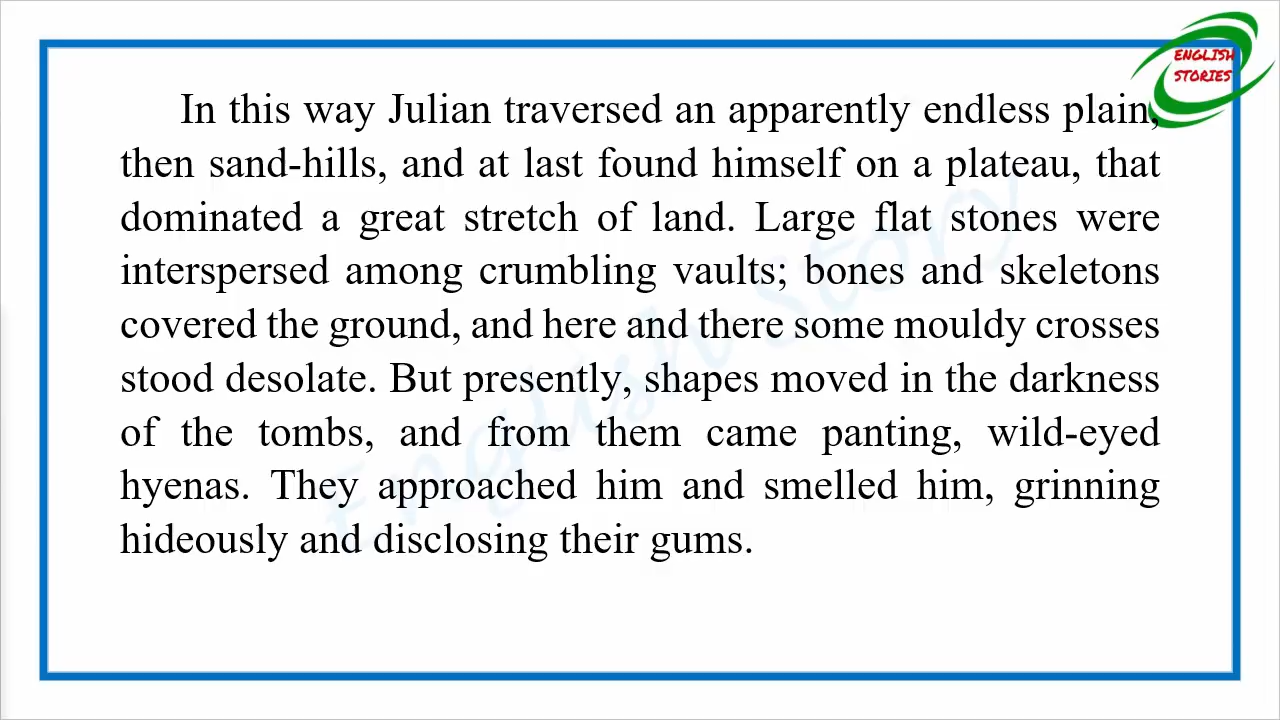 ENGLISH
STORIES
In this way Julian traversed an apparently endless plain,
then sand-hills, and at last found himself on a plateau, that
dominated a great stretch of land. Large flat stones were
interspersed among crumbling vaults; bones and skeletons
covered the ground, and here and there some mouldy crosses
stood desolate. But presently, shapes moved in the darkness
of the tombs, and from them came panting, wild-eyed
hyenas. They approached him and smelled him, grinning
hideously and disclosing their gums.
English Story